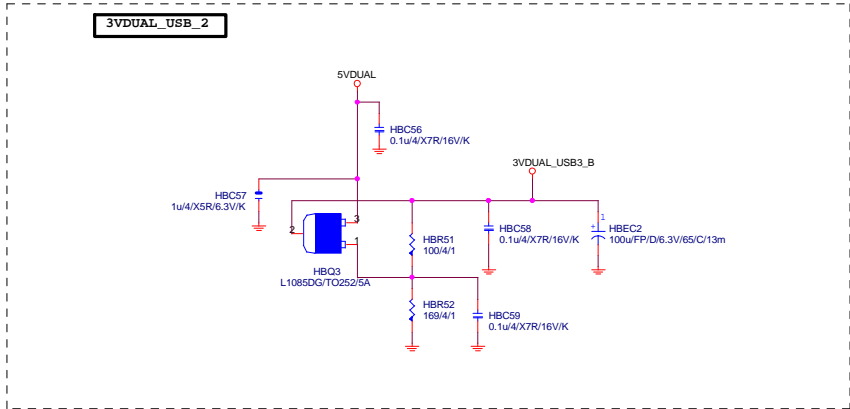 3VDUAL_USB_2
5VDUAL
HBC56
0.1u/4/X7R/16V/K
3VDUAL_USB3_B
HBC57
1u/4/X5R/6.3V/K
3
2
1
HBQ3
L1085DG/TO252/5A
HBR51
100/4/1
HBC58
0.1u/4/X7R/16V/K
1
+
HBEC2
100u/FP/D/6.3V/65/C/13m
HBR52
169/4/1
HBC59
0.1u/4/X7R/16V/K